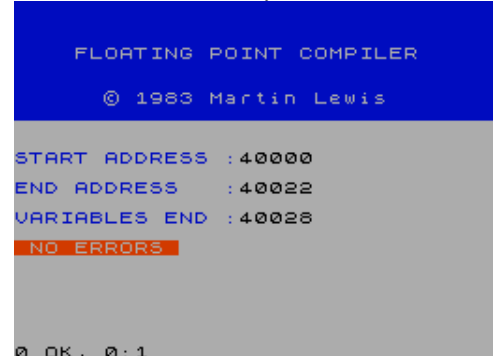 FLOATING POINT COMPILER
© 1983 Martin Lewis
START ADDRESS :40000
END ADDRESS :40022
VARIABLES END :40028
NO ERRORS
0 OK, 0:1